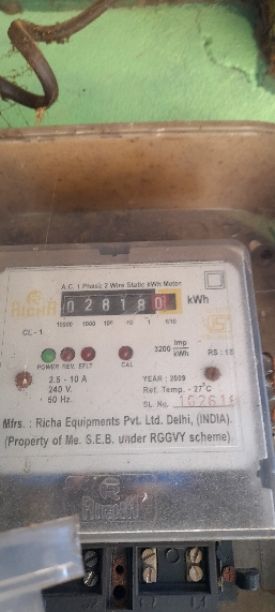 A.C. 1 Phase 2 Wire Static kWh Meter
RICHA
028180 kWh
10000 1000 100 10 1 1/10
CL - 1
3200 Imp/kWh
POWER REV. EFLT CAL
2.5 - 10 A
240 V.
50 Hz.
YEAR : 2009
Ref. Temp. - 27°C
SL No.
Mfrs. : Richa Equipments Pvt. Ltd. Delhi, (INDIA).
(Property of Me. S.E.B. under RGGVY scheme).